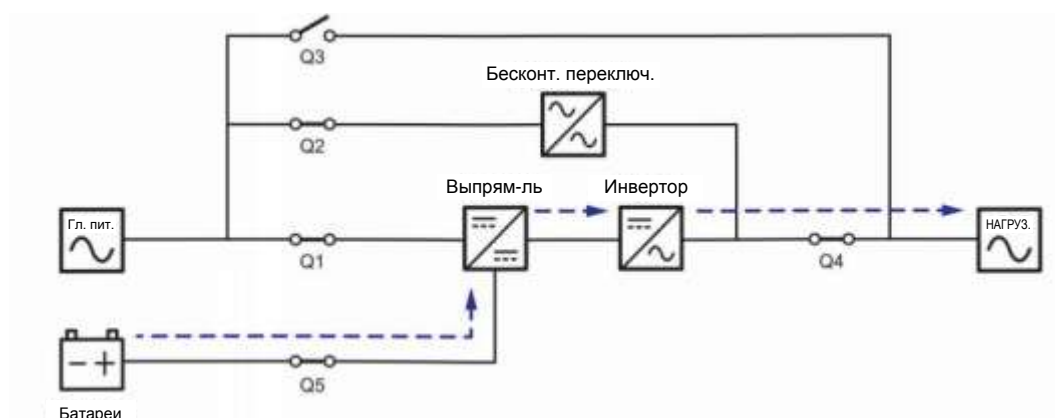 Q3
Бесконт. переключ.
Q2
Выпрям-ль
Инвертор
Гл. пит.
НАГРУЗ.
Q1
Q4
Q5
Батареи